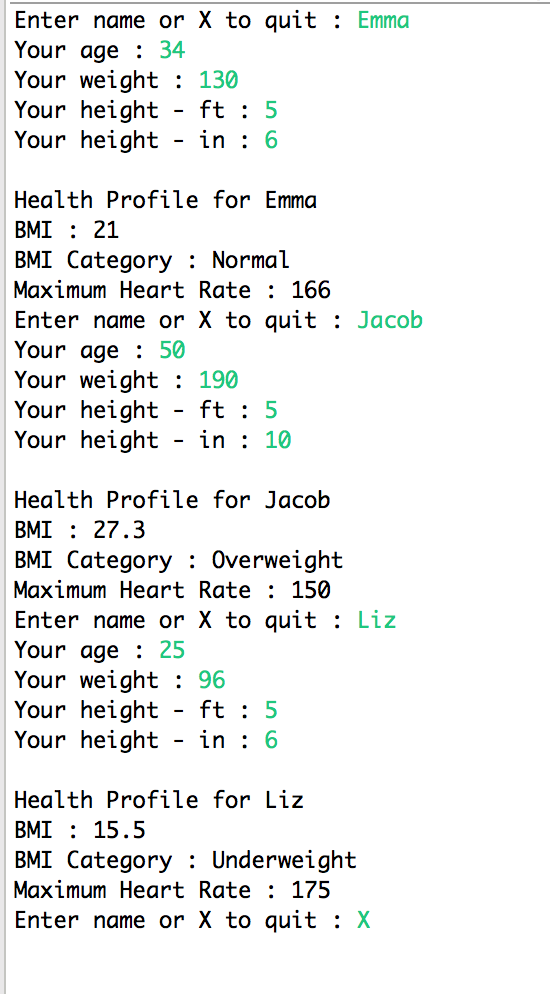 Enter name or X to quit : Emma
Your age : 34
Your weight : 130
Your height - ft : 5
Your height - in : 6
Health Profile for Emma
BMI : 21
BMI Category : Normal
Maximum Heart Rate : 166
Enter name or X to quit : Jacob
Your age : 50
Your weight : 190
Your height - ft : 5
Your height - in : 10
Health Profile for Jacob
BMI : 27.3
BMI Category : Overweight
Maximum Heart Rate : 150
Enter name or X to quit : Liz
Your age : 25
Your weight : 96
Your height - ft : 5
Your height - in : 6
Health Profile for Liz
BMI : 15.5
BMI Category : Underweight
Maximum Heart Rate : 175
Enter name or X to quit : X